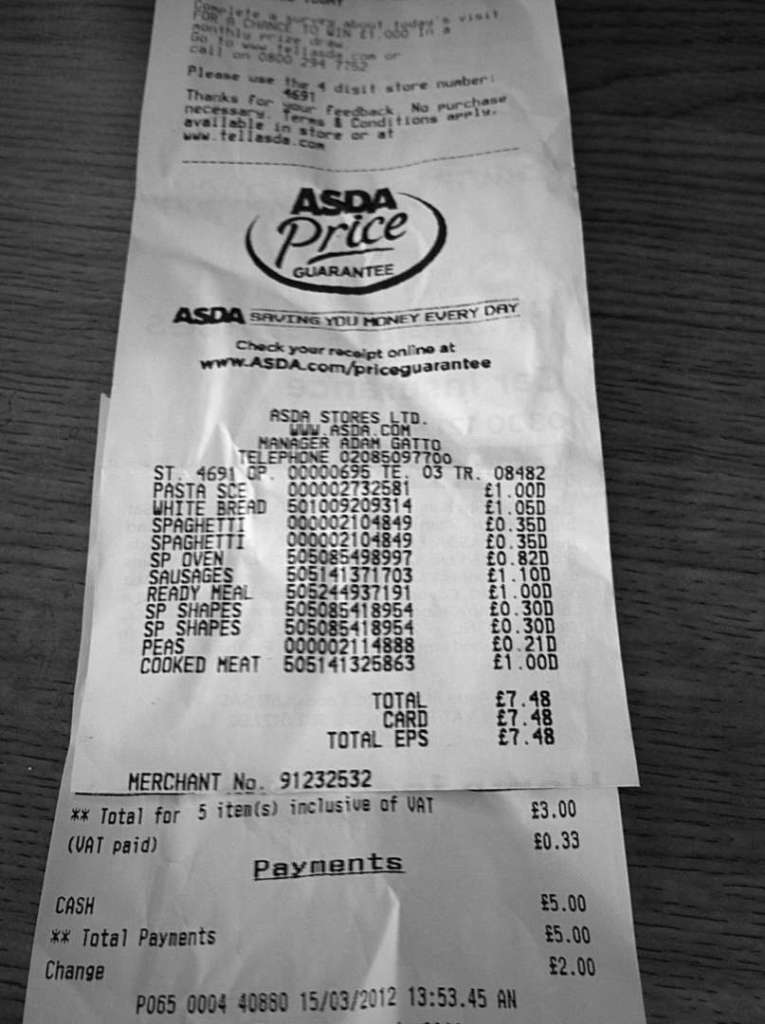 Complete a survey about today's visit
FOR A CHANCE TO WIN £1,000 in a
monthly prize draw.
Go to www.tellasda.com or
call on 0800 294 7752
Please use the 4 disit store number:
4691
Thanks for your feedback. No purchase
necessary. Terms & Conditions apply,
available in store or at
www.tellasda.com
ASDA
Price
GUARANTEE
ASDA SAVING YOU MONEY EVERY DAY
Check your receipt online at
www.ASDA.com/priceguarantee
ASDA STORES LTD.
WWW.ASDA.COM
MANAGER ADAM GATTO
TELEPHONE 02085097700
ST. 4691 OP. 00000695 TE. 03 TR. 08482
PASTA SCE 000002732581 £1.00D
WHITE BREAD 501009209314 £1.05D
SPAGHETTI 000002104849 £0.35D
SPAGHETTI 000002104849 £0.35D
SP OVEN 505085498997 £0.82D
SAUSAGES 505141371703 £1.10D
READY MEAL 505244937191 £1.00D
SP SHAPES 505085418954 £0.30D
SP SHAPES 505085418954 £0.30D
PEAS 000002114888 £0.21D
COOKED MEAT 505141325863 £1.00D
TOTAL £7.48
CARD £7.48
TOTAL EPS £7.48
MERCHANT No. 91232532
** Total for 5 item(s) inclusive of VAT £3.00
(VAT paid) £0.33
Payments
CASH £5.00
** Total Payments £5.00
Change £2.00
P065 0004 40880 15/03/2012 13:53.45 AN